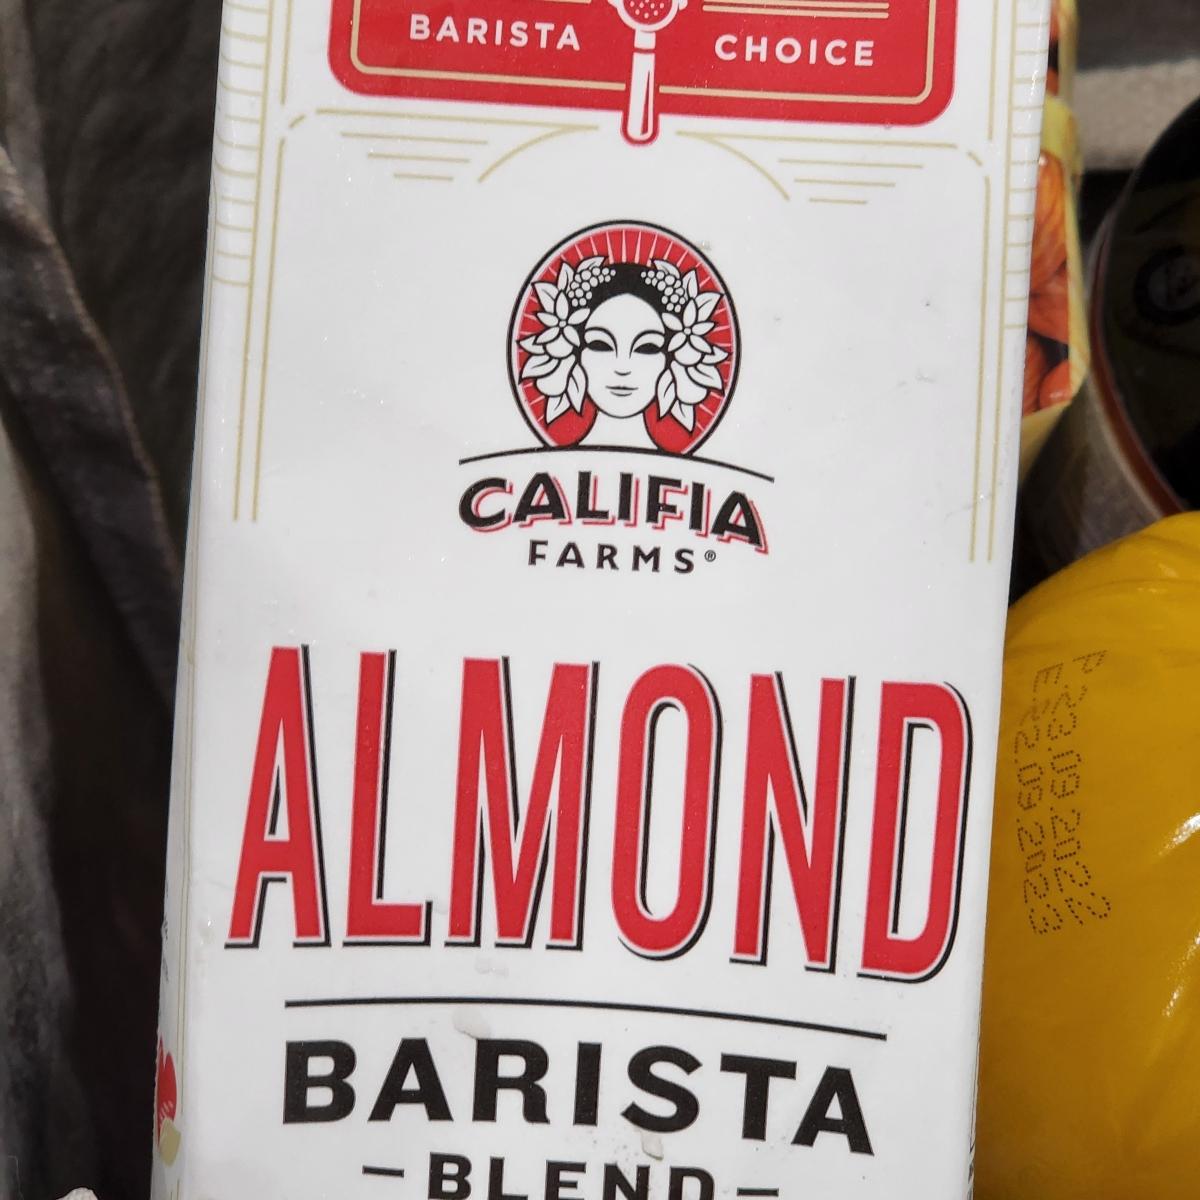 BARISTA CHOICE
CALIFIA
FARMS®
ALMOND
BARISTA
-BLEND-
P 23.09.2022
E 22.09.2023